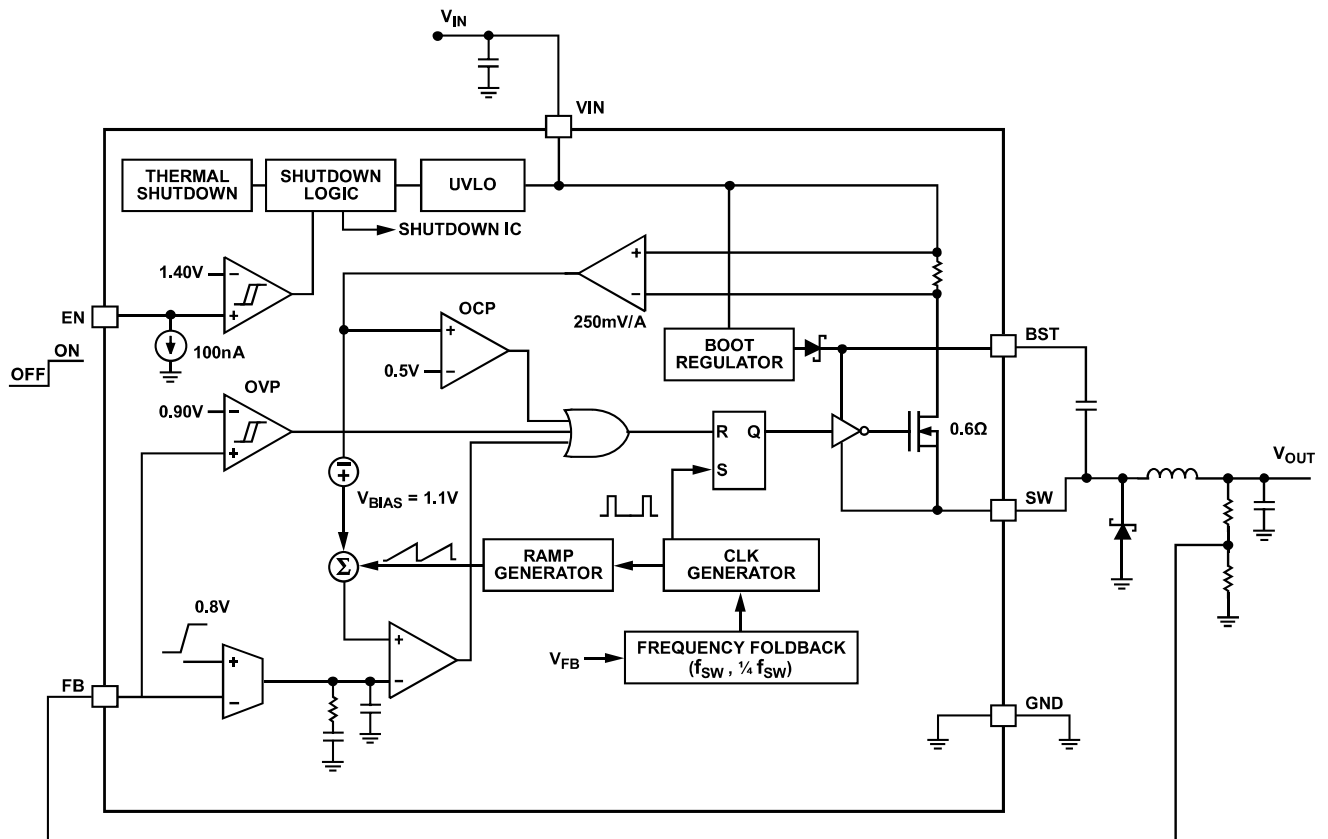 VIN
VIN
THERMAL
SHUTDOWN
SHUTDOWN
LOGIC
UVLO
SHUTDOWN IC
1.40V
−
+
EN
100nA
ON
OFF
OCP
+
0.5V
−
+
−
250mV/A
BOOT
REGULATOR
BST
OVP
0.90V
−
+
−
+
VBIAS = 1.1V
R
Q
S
0.6Ω
SW
VOUT
Σ
RAMP
GENERATOR
CLK
GENERATOR
0.8V
+
−
+
−
VFB
FREQUENCY FOLDBACK
(fSW , ¼ fSW)
FB
GND